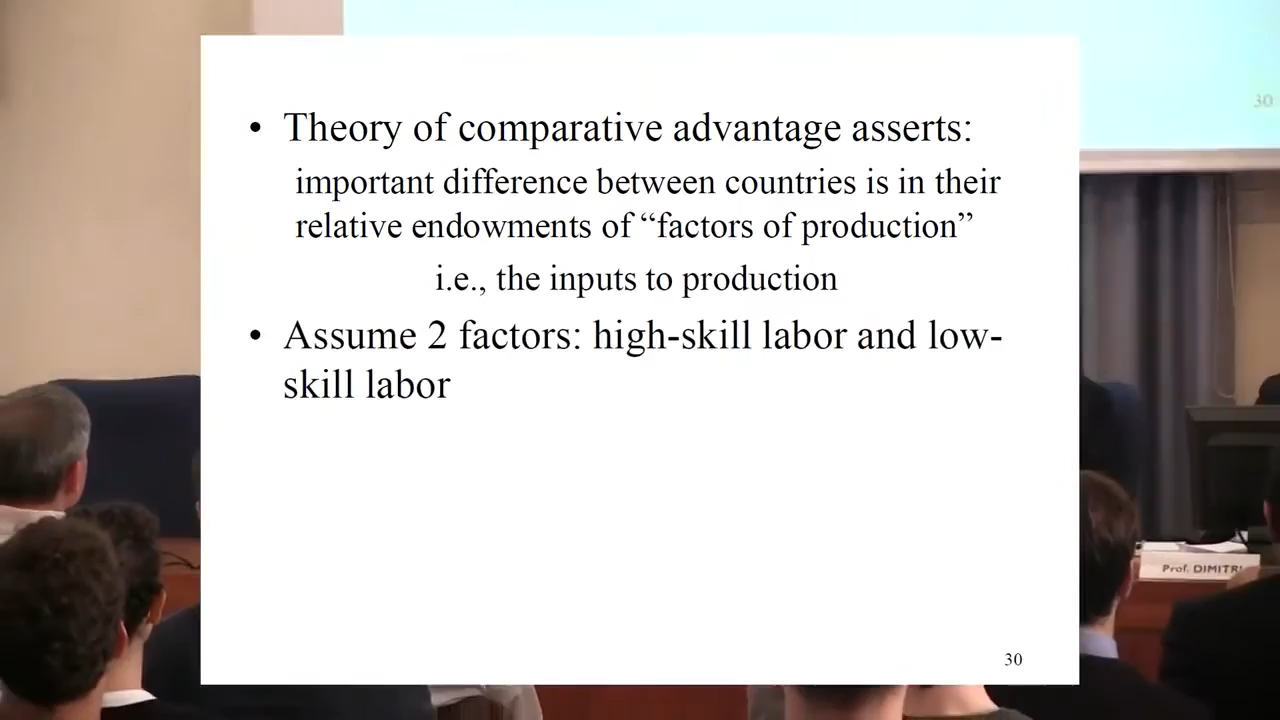 • Theory of comparative advantage asserts:
important difference between countries is in their
relative endowments of “factors of production”
i.e., the inputs to production
• Assume 2 factors: high-skill labor and low-
skill labor
30
30
Prof. DIMITRI